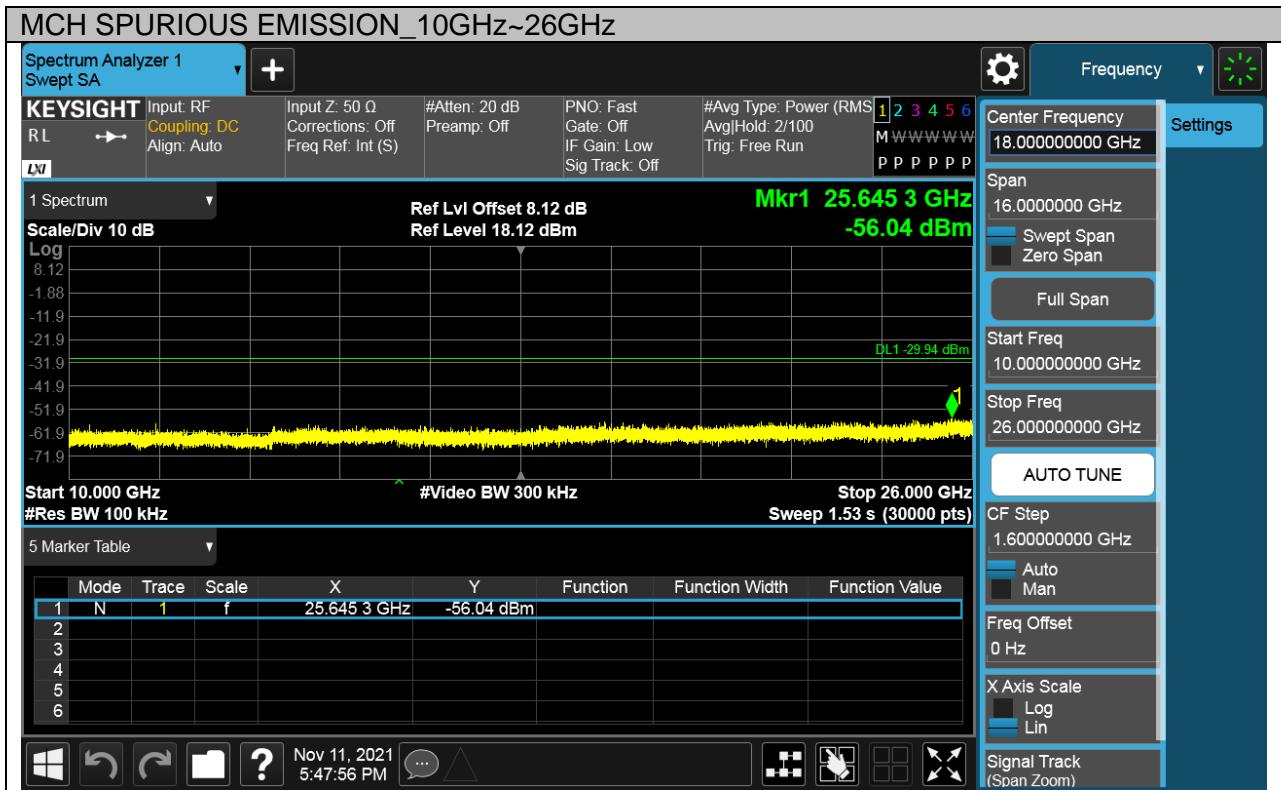 MCH SPURIOUS EMISSION_10GHz~26GHz
Spectrum Analyzer 1
Swept SA
+
Frequency
KEYSIGHT
RL
LXI
Input: RF
Coupling: DC
Align: Auto
Input Z: 50 Ω
Corrections: Off
Freq Ref: Int (S)
#Atten: 20 dB
Preamp: Off
PNO: Fast
Gate: Off
IF Gain: Low
Sig Track: Off
#Avg Type: Power (RMS
Avg|Hold: 2/100
Trig: Free Run
1 2 3 4 5 6
M W W W W W
P P P P P P
1 Spectrum
Scale/Div 10 dB
Ref Lvl Offset 8.12 dB
Ref Level 18.12 dBm
Mkr1 25.645 3 GHz
-56.04 dBm
Log
8.12
-1.88
-11.9
-21.9
-31.9
-41.9
-51.9
-61.9
-71.9
DL1 -29.94 dBm
1
Start 10.000 GHz
#Video BW 300 kHz
Stop 26.000 GHz
#Res BW 100 kHz
Sweep 1.53 s (30000 pts)
5 Marker Table
Mode Trace Scale X Y Function Function Width Function Value
1 N 1 f 25.645 3 GHz -56.04 dBm
2
3
4
5
6
Nov 11, 2021
5:47:56 PM
Center Frequency
18.000000000 GHz
Settings
Span
16.0000000 GHz
Swept Span
Zero Span
Full Span
Start Freq
10.000000000 GHz
Stop Freq
26.000000000 GHz
AUTO TUNE
CF Step
1.600000000 GHz
Auto
Man
Freq Offset
0 Hz
X Axis Scale
Log
Lin
Signal Track
(Span Zoom)